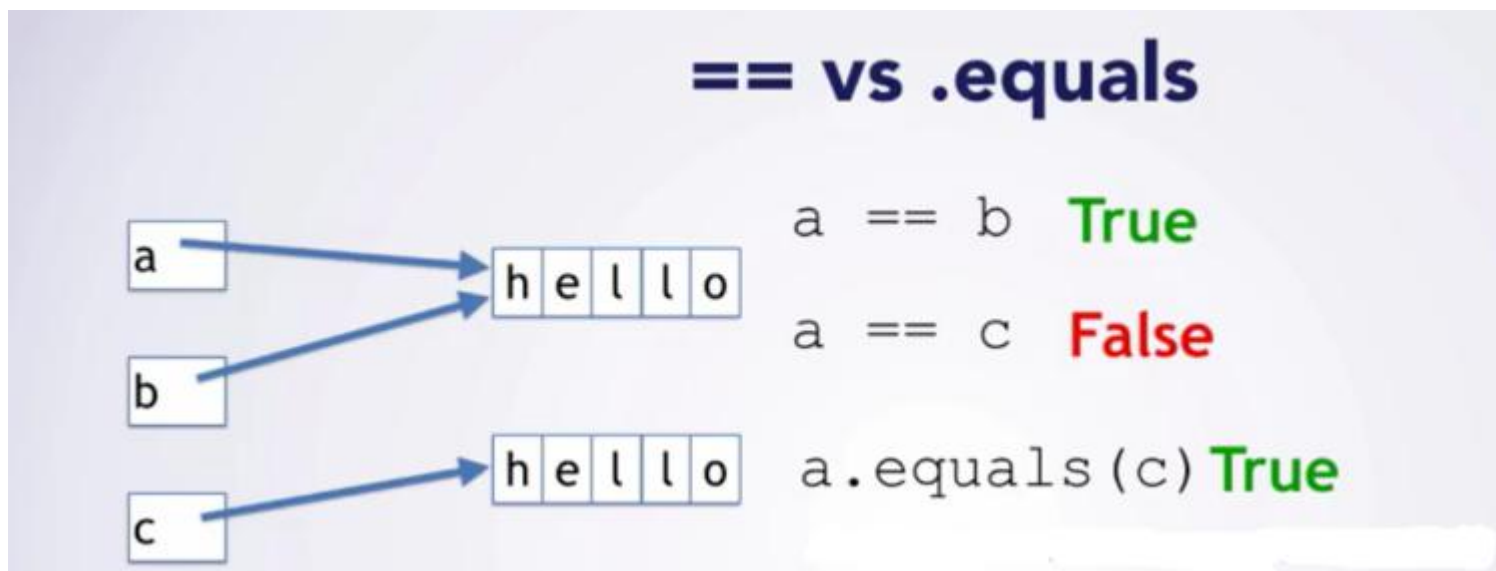 == vs .equals
a
b
c
h e l l o
h e l l o
a == b True
a == c False
a.equals(c) True